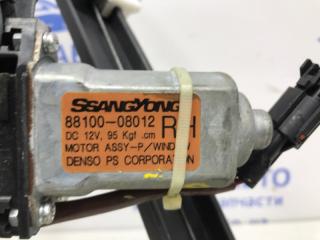 SSANGYONG
88100-08012 RH
DC 12V, 95 Kgf .cm
MOTOR ASSY-P/WINDOW
DENSO PS CORPORATION